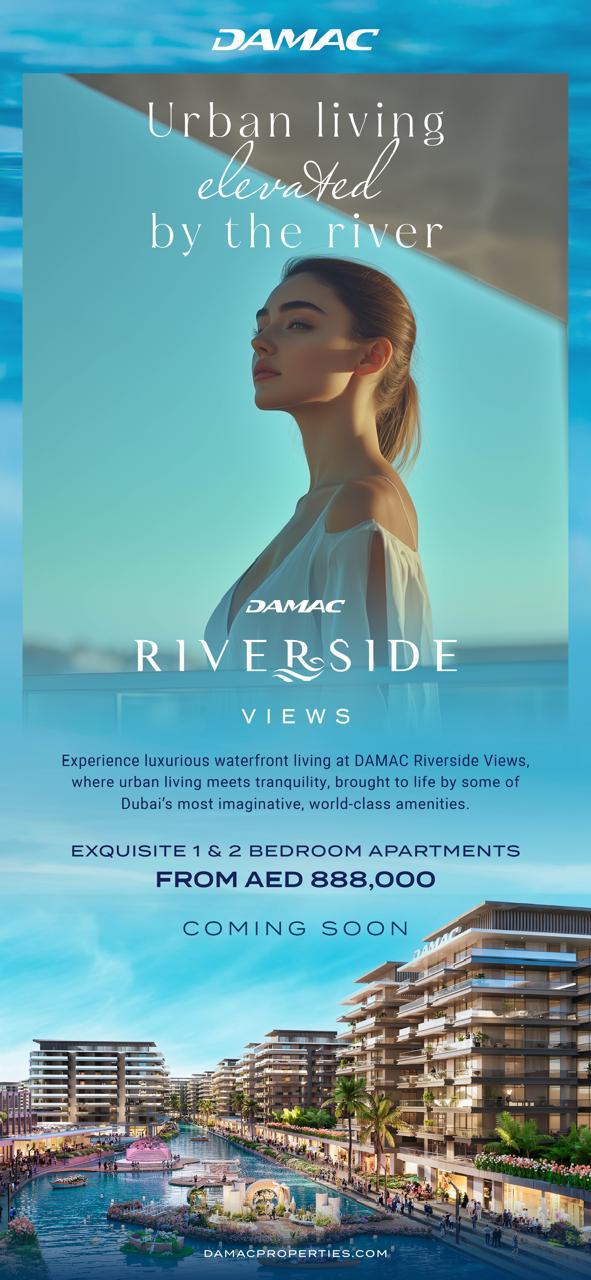 DAMAC
Urban living
elevated
by the river
DAMAC
RIVERSIDE
VIEWS
Experience luxurious waterfront living at DAMAC Riverside Views,
where urban living meets tranquility, brought to life by some of
Dubai's most imaginative, world-class amenities.
EXQUISITE 1 & 2 BEDROOM APARTMENTS
FROM AED 888,000
COMING SOON
DAMAC
DAMACPROPERTIES.COM